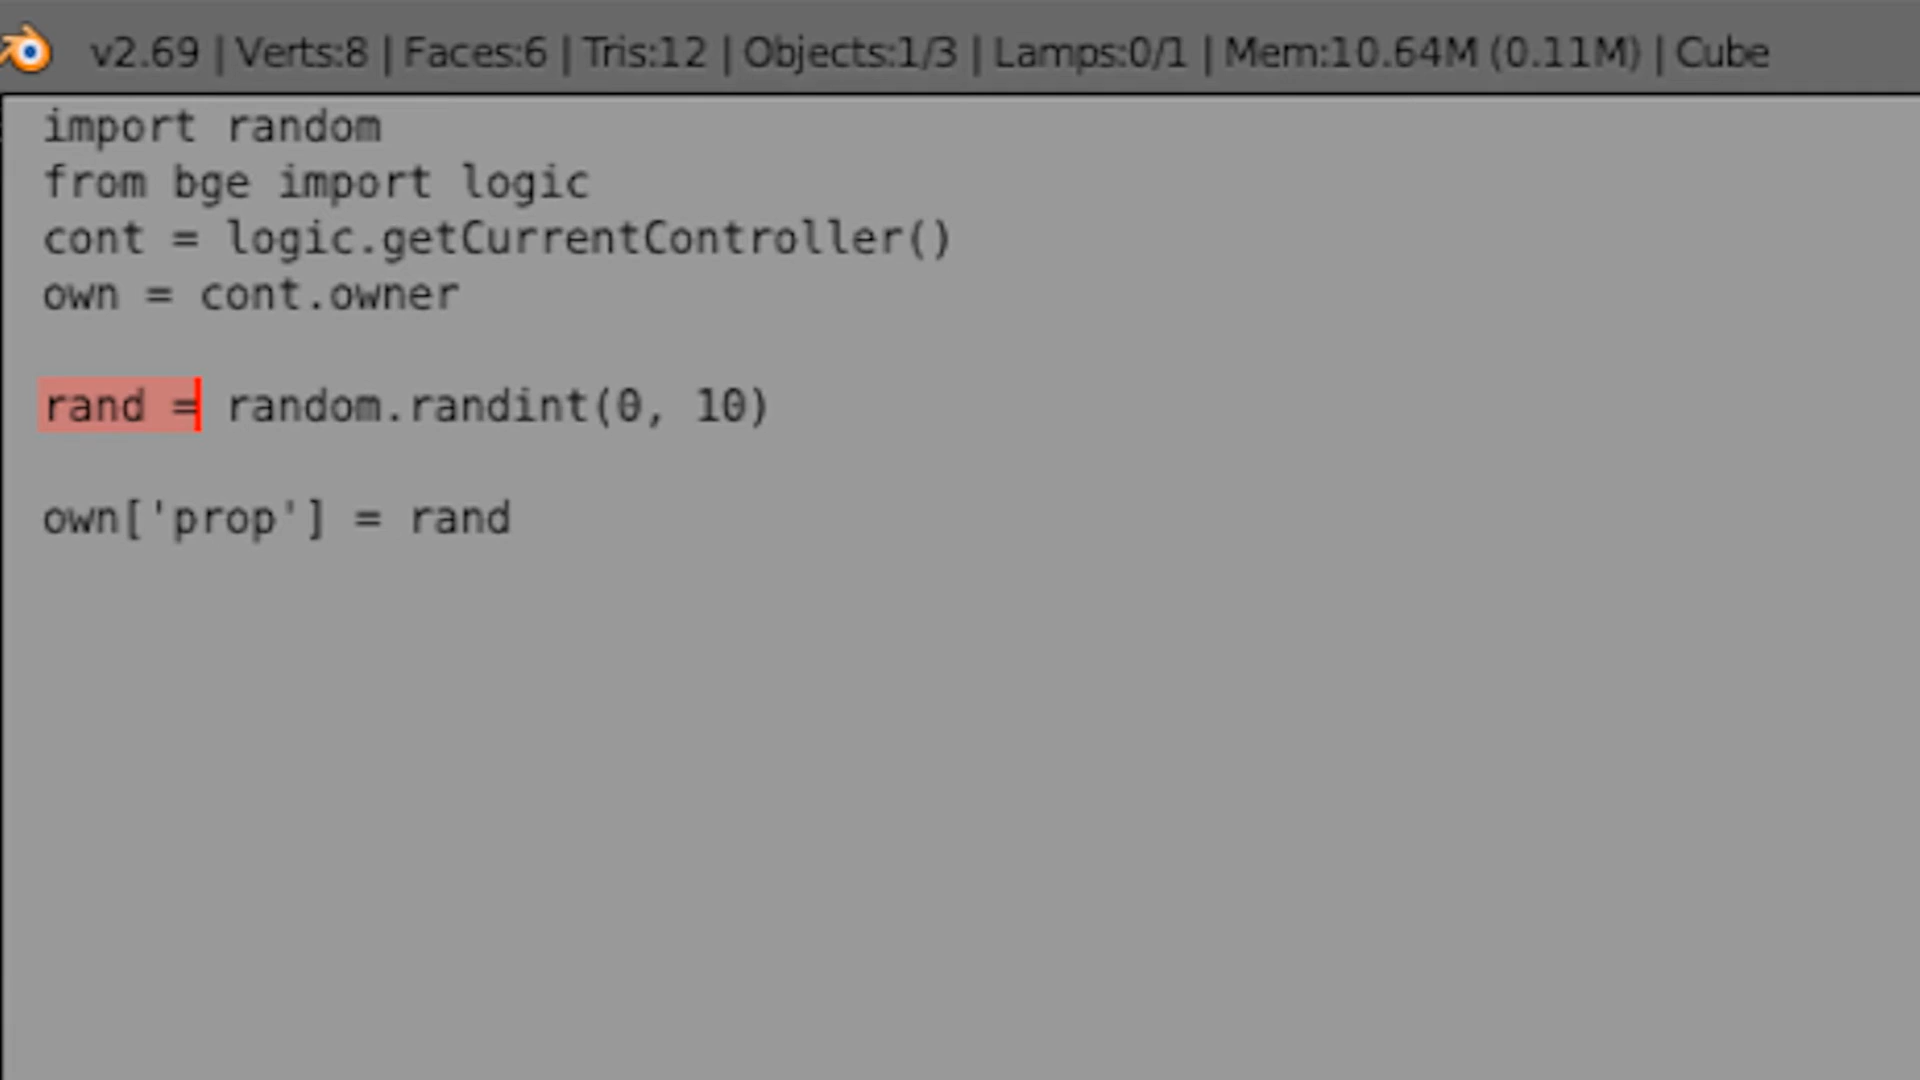 v2.69 | Verts:8 | Faces:6 | Tris:12 | Objects:1/3 | Lamps:0/1 | Mem:10.64M (0.11M) | Cube
import random
from bge import logic
cont = logic.getCurrentController()
own = cont.owner
rand = random.randint(0, 10)
own['prop'] = rand